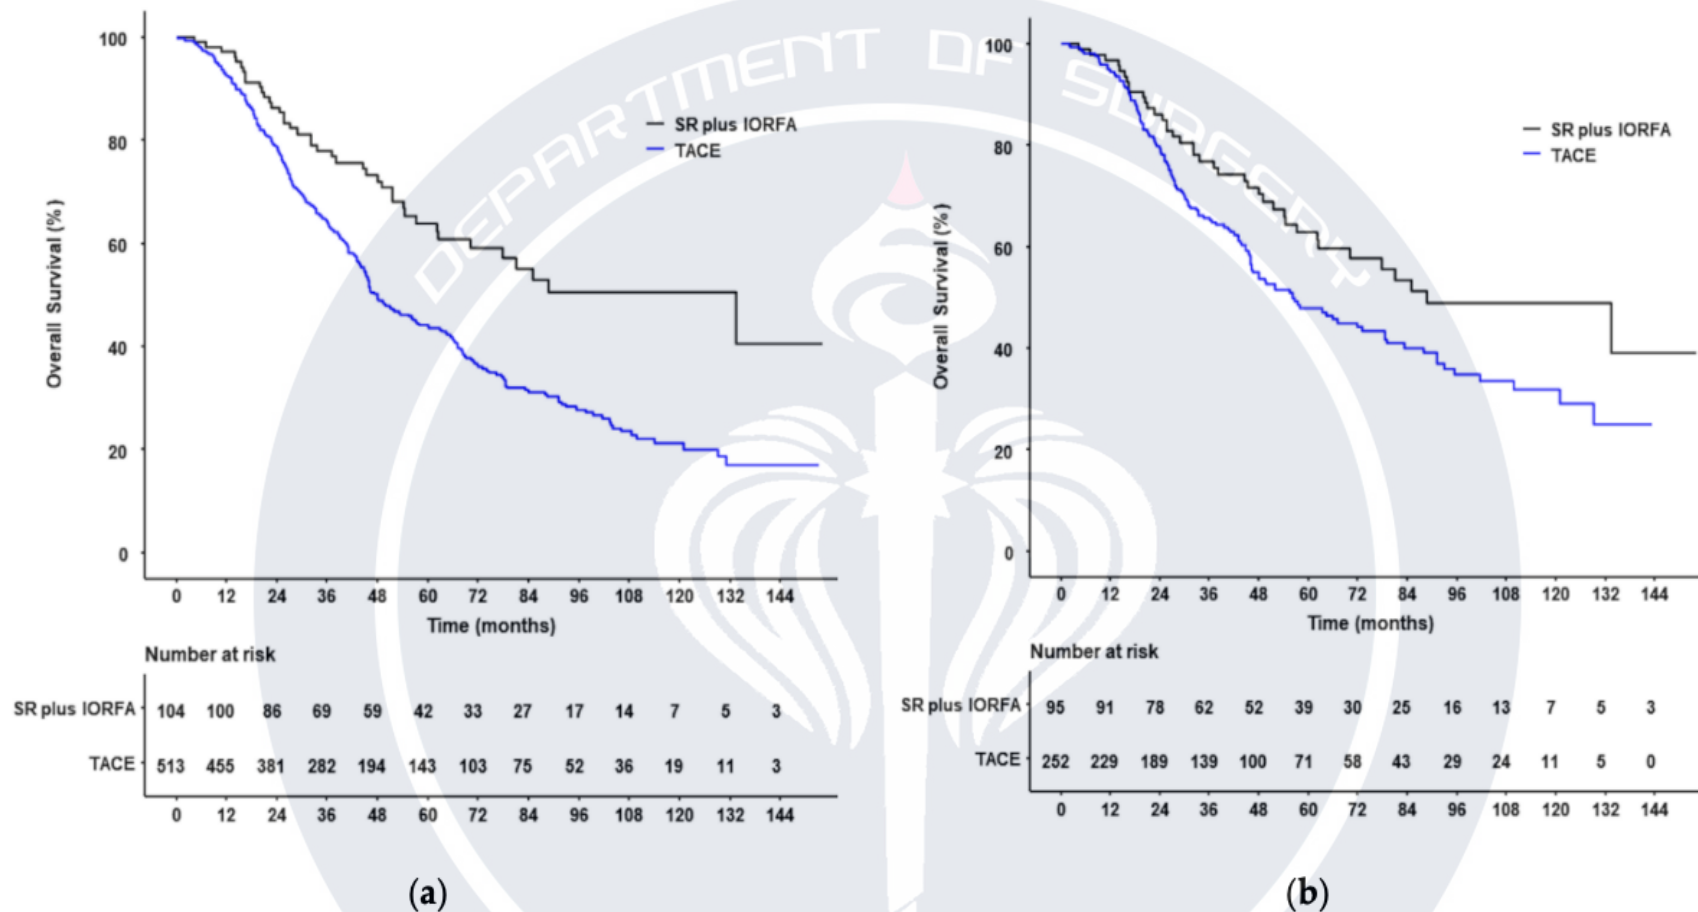 DEPARTMENT OF SURGERY
100
80
60
40
20
0
Overall Survival (%)
SR plus IORFA
TACE
0 12 24 36 48 60 72 84 96 108 120 132 144
Time (months)
Number at risk
SR plus IORFA 104 100 86 69 59 42 33 27 17 14 7 5 3
TACE 513 455 381 282 194 143 103 75 52 36 19 11 3
0 12 24 36 48 60 72 84 96 108 120 132 144
(a)
100
80
60
40
20
0
Overall Survival (%)
SR plus IORFA
TACE
0 12 24 36 48 60 72 84 96 108 120 132 144
Time (months)
Number at risk
SR plus IORFA 95 91 78 62 52 39 30 25 16 13 7 5 3
TACE 252 229 189 139 100 71 58 43 29 24 11 5 0
0 12 24 36 48 60 72 84 96 108 120 132 144
(b)